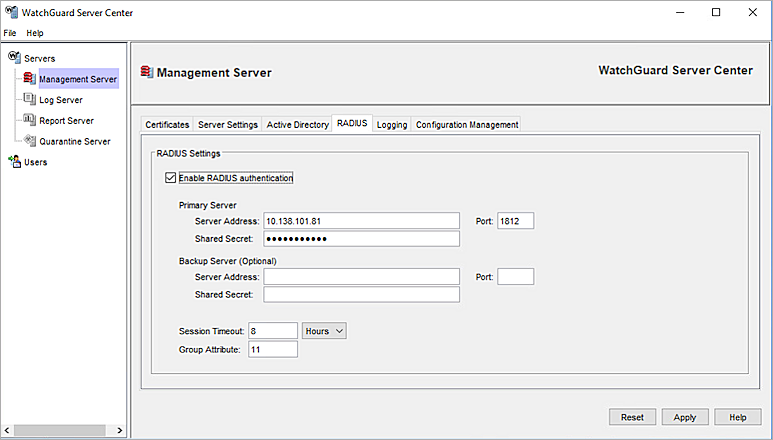 WatchGuard Server Center
File Help
Servers
Management Server
Log Server
Report Server
Quarantine Server
Users
Management Server
WatchGuard Server Center
Certificates Server Settings Active Directory RADIUS Logging Configuration Management
RADIUS Settings
Enable RADIUS authentication
Primary Server
Server Address: 10.138.101.81 Port: 1812
Shared Secret: ●●●●●●●●●●●
Backup Server (Optional)
Server Address: Port:
Shared Secret:
Session Timeout: 8 Hours
Group Attribute: 11
Reset Apply Help